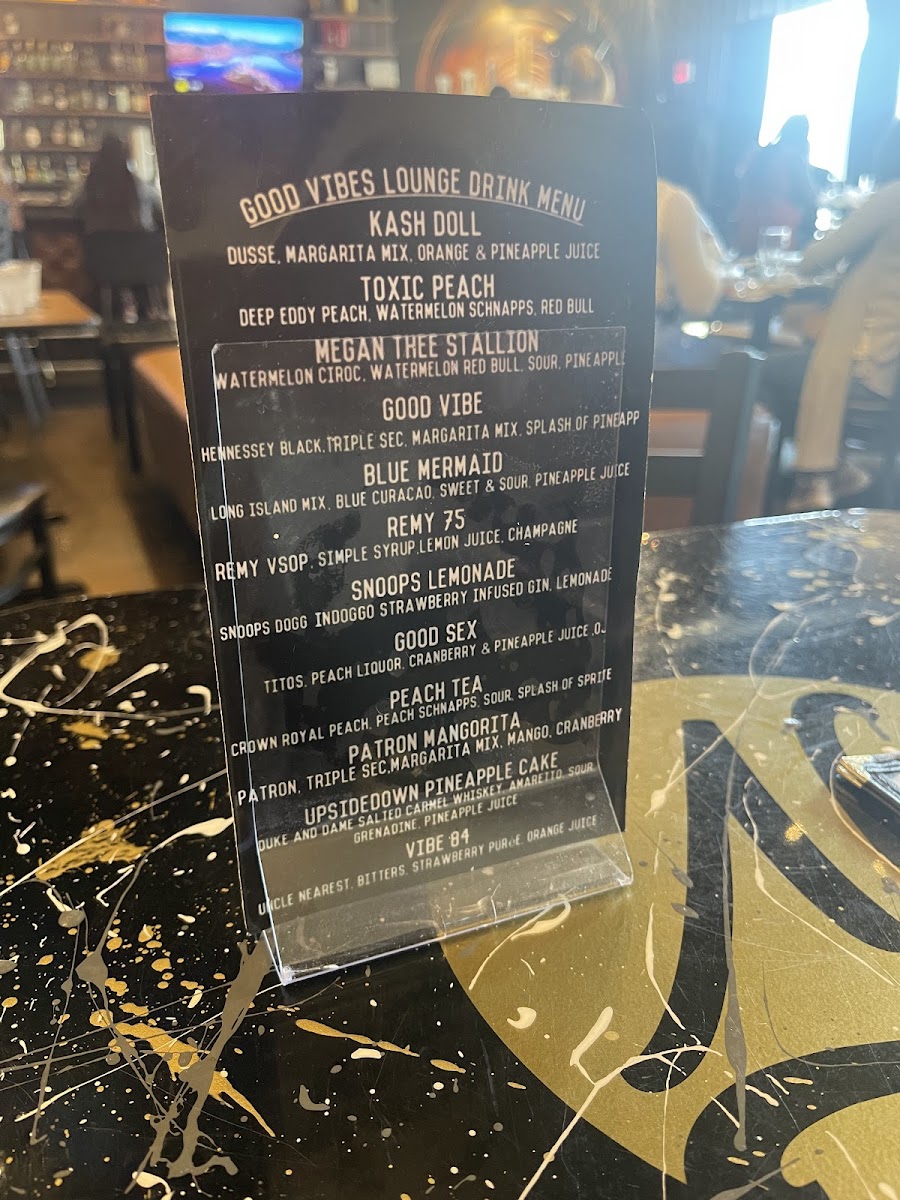 GOOD VIBES LOUNGE DRINK MENU
KASH DOLL
DUSSE, MARGARITA MIX, ORANGE & PINEAPPLE JUICE
TOXIC PEACH
DEEP EDDY PEACH, WATERMELON SCHNAPPS, RED BULL
MEGAN THEE STALLION
WATERMELON CIROC, WATERMELON RED BULL, SOUR, PINEAPPLE
GOOD VIBE
HENNESSEY BLACK,TRIPLE SEC, MARGARITA MIX, SPLASH OF PINEAPP
BLUE MERMAID
LONG ISLAND MIX, BLUE CURACAO, SWEET & SOUR, PINEAPPLE JUICE
REMY 75
REMY VSOP, SIMPLE SYRUP,LEMON JUICE, CHAMPAGNE
SNOOPS LEMONADE
SNOOPS DOGG INDOGGO STRAWBERRY INFUSED GIN, LEMONADE
GOOD SEX
TITOS, PEACH LIQUOR, CRANBERRY & PINEAPPLE JUICE ,OJ
PEACH TEA
CROWN ROYAL PEACH, PEACH SCHNAPPS, SOUR, SPLASH OF SPRITE
PATRON MANGORITA
PATRON, TRIPLE SEC,MARGARITA MIX, MANGO, CRANBERRY
UPSIDEDOWN PINEAPPLE CAKE
DUKE AND DAME SALTED CARMEL WHISKEY, AMARETTO, SOUR,
GRENADINE, PINEAPPLE JUICE
VIBE 84
UNCLE NEAREST, BITTERS, STRAWBERRY PURéE, ORANGE JUICE